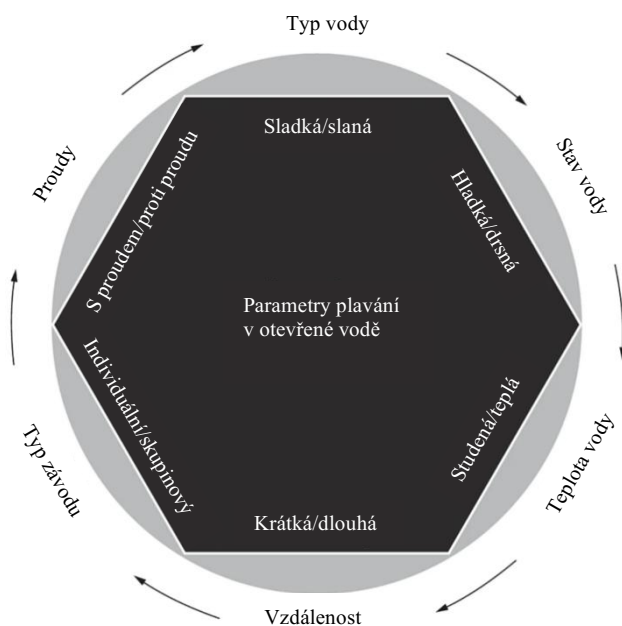 Typ vody
Sladká/slaná
Stav vody
Hladká/drsná
Teplota vody
Studená/teplá
Vzdálenost
Krátká/dlouhá
Typ závodu
Individuální/skupinový
Proudy
S proudem/proti proudu
Parametry plavání
v otevřené vodě